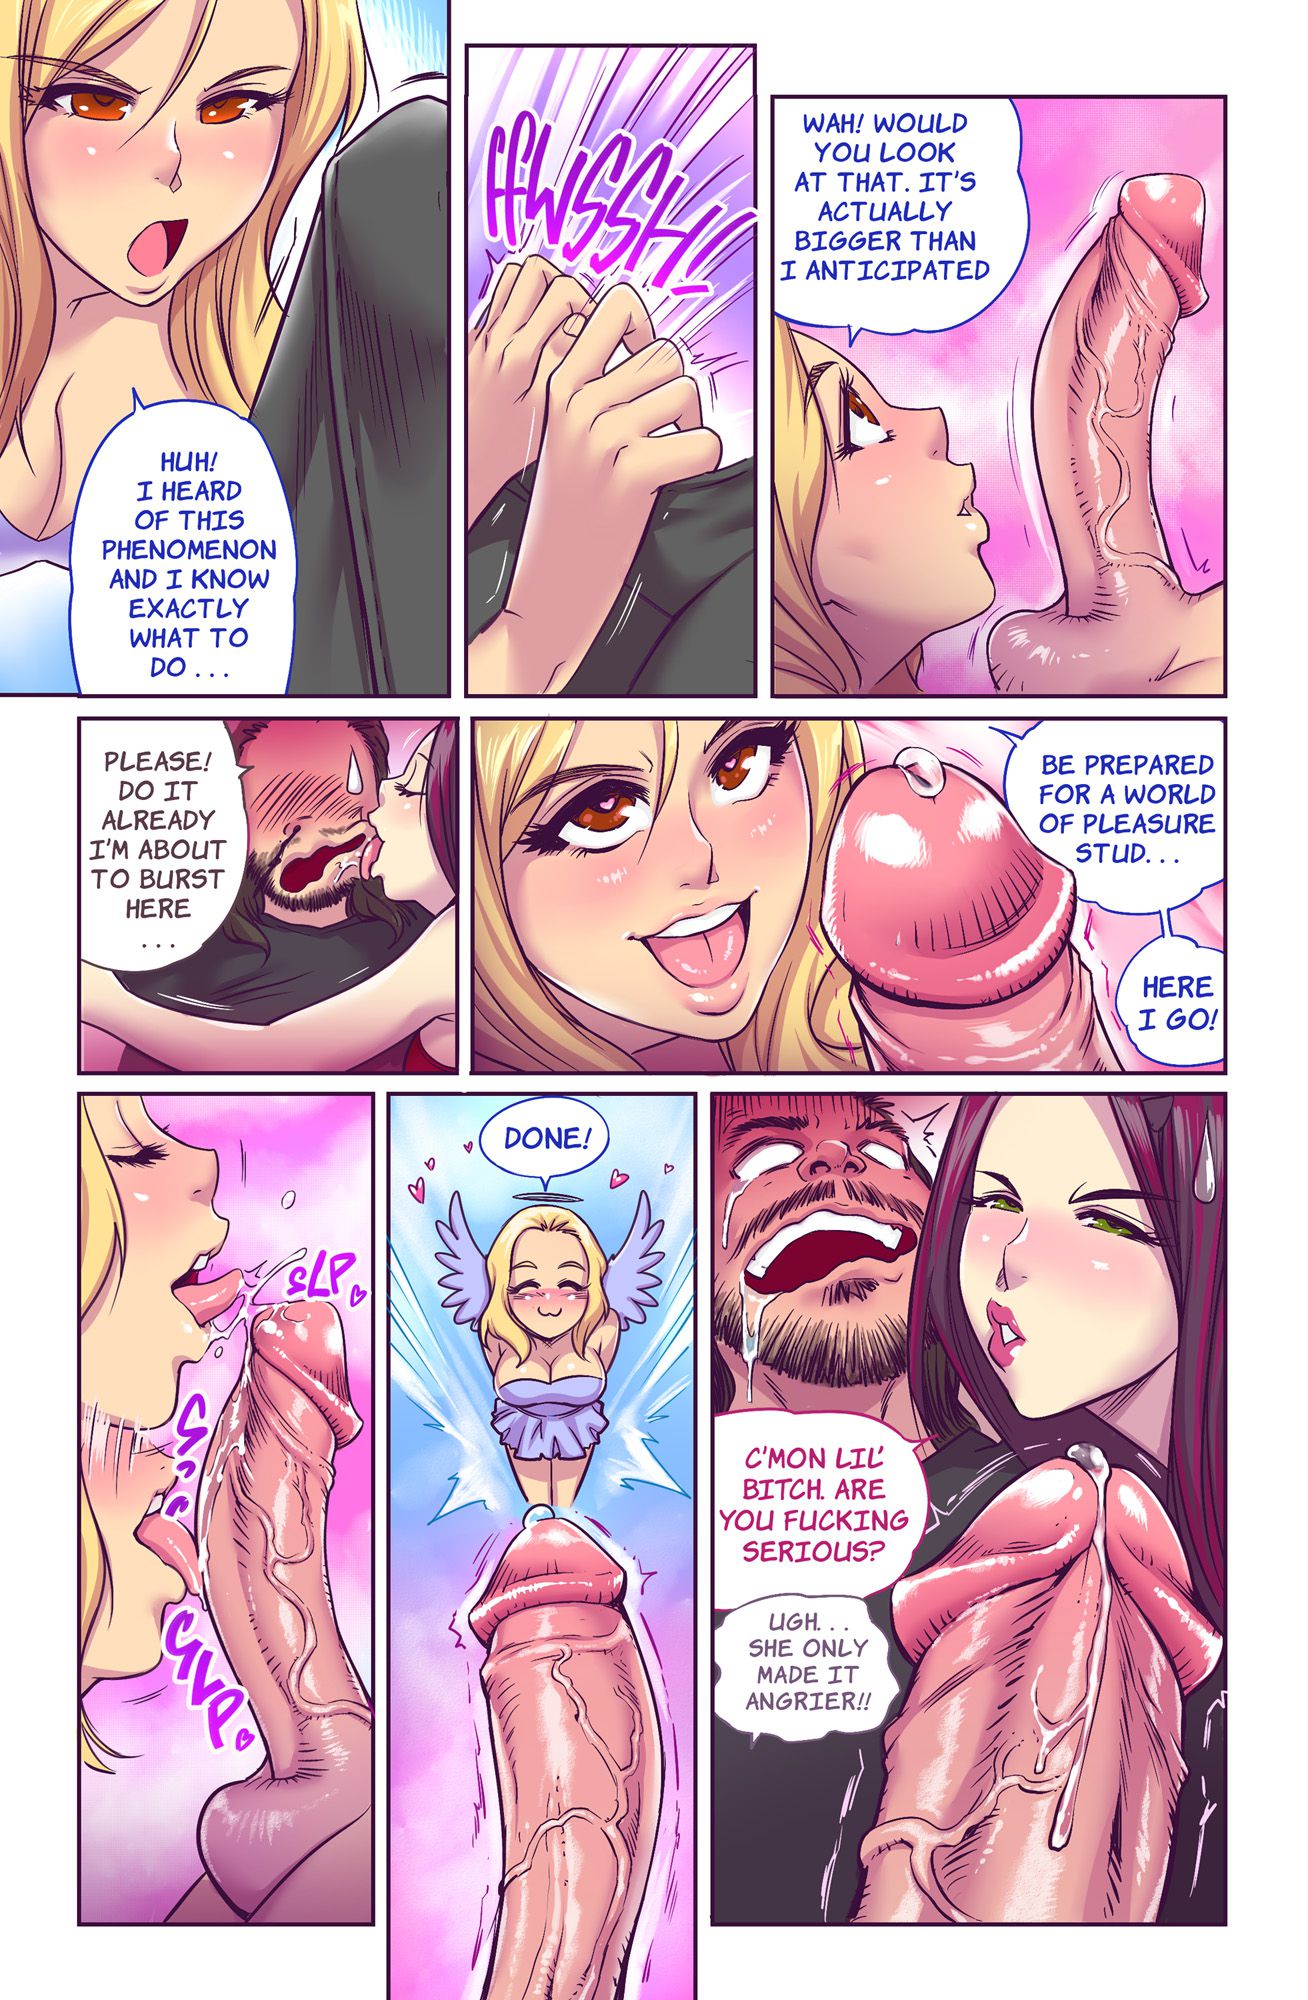 HUH!
I HEARD
OF THIS
PHENOMENON
AND I KNOW
EXACTLY
WHAT TO
DO . . .
FFWSSH!
WAH! WOULD
YOU LOOK
AT THAT. IT'S
ACTUALLY
BIGGER THAN
I ANTICIPATED
PLEASE!
DO IT
ALREADY
I'M ABOUT
TO BURST
HERE
. . .
BE PREPARED
FOR A WORLD
OF PLEASURE
STUD. . .
HERE
I GO!
SLP
GLP
DONE!
C'MON LIL'
BITCH. ARE
YOU FUCKING
SERIOUS?
UGH. . .
SHE ONLY
MADE IT
ANGRIER!!